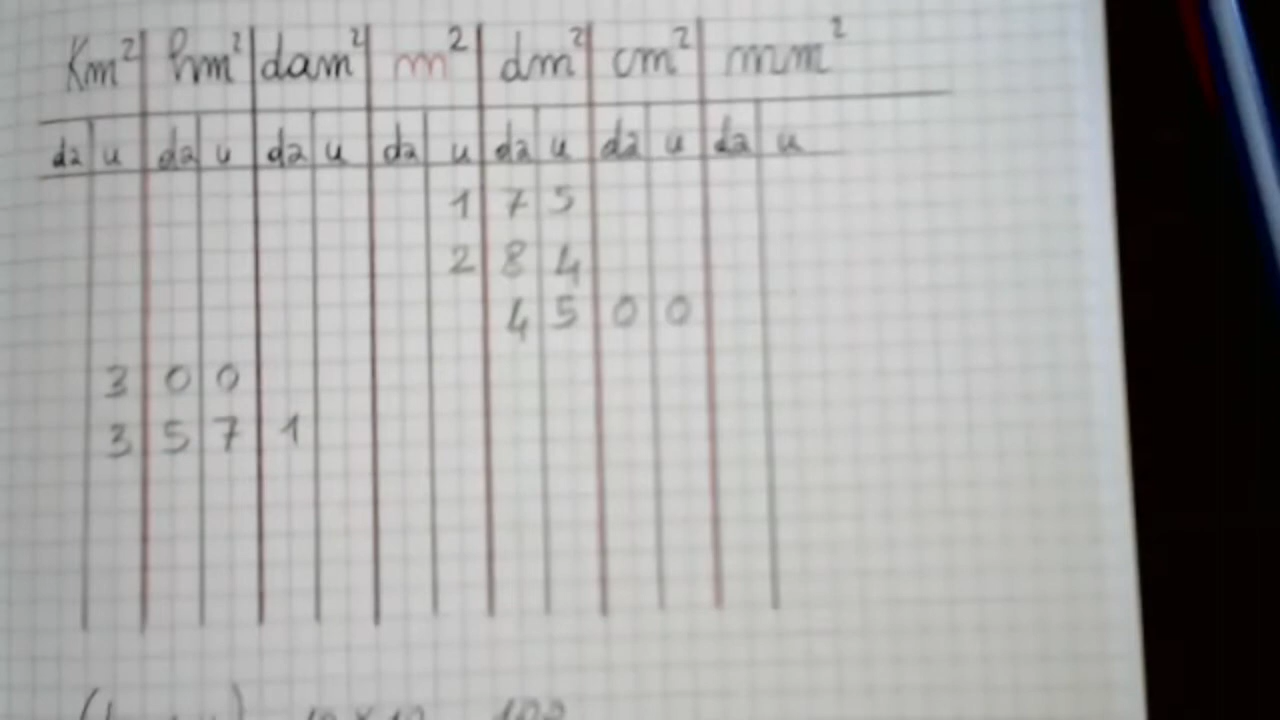 Km² hm² dam² m² dm² cm² mm²
da u da u da u da u da u da u da u
1 7 5
2 8 4
4 5 0 0
3 0 0
3 5 7 1